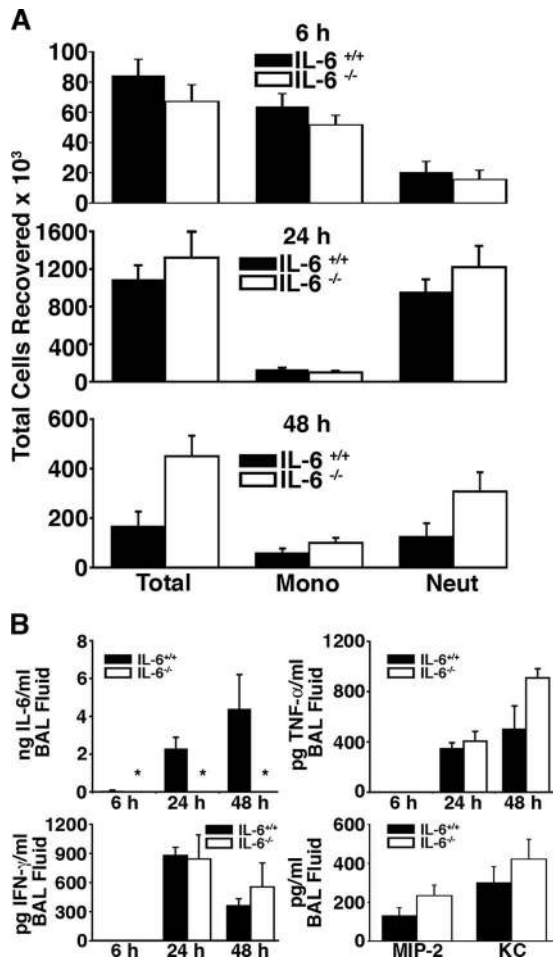 A
6 h
IL-6 +/+
IL-6 -/-
100
80
60
40
20
0
24 h
IL-6 +/+
IL-6 -/-
1600
1200
800
400
0
Total Cells Recovered x 10³
48 h
IL-6 +/+
IL-6 -/-
600
400
200
0
Total Mono Neut
B
ng IL-6/ml
BAL Fluid
8
6
4
2
0
IL-6+/+
IL-6-/-
* * *
6 h 24 h 48 h
pg TNF-α/ml
BAL Fluid
1200
800
400
0
IL-6+/+
IL-6-/-
6 h 24 h 48 h
pg IFN-γ/ml
BAL Fluid
1200
900
600
300
0
IL-6+/+
IL-6-/-
6 h 24 h 48 h
pg/ml
BAL Fluid
600
400
200
0
IL-6+/+
IL-6-/-
MIP-2 KC